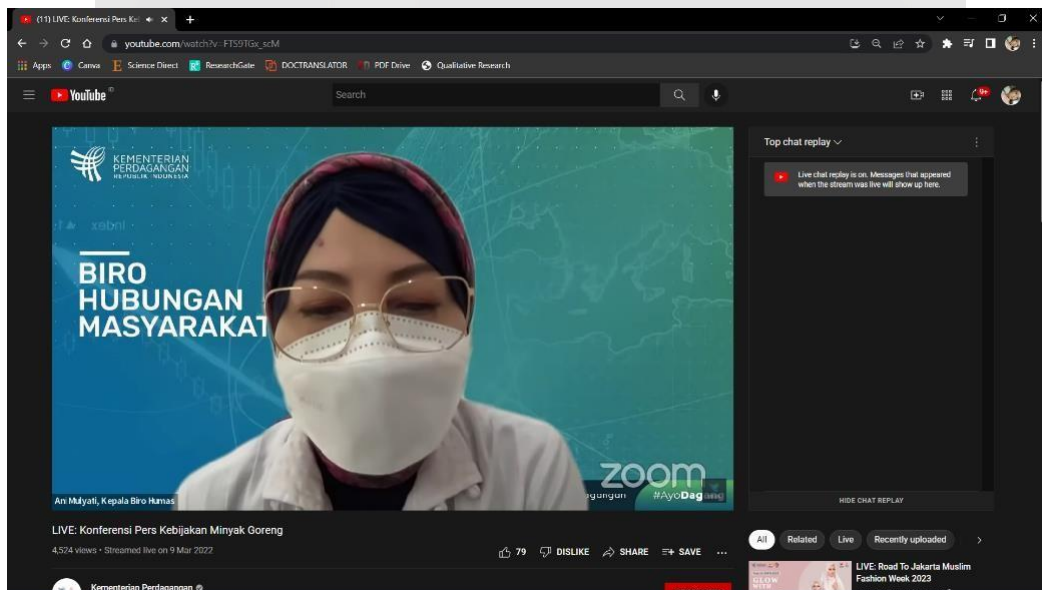 (11) LIVE: Konferensi Pers Ke
youtube.com/watch?v=FTS9TGx_scM
Apps Canva Science Direct ResearchGate DOCTRANSLATOR PDF Drive Qualitative Research
YouTube
ID
Search
9+
KEMENTERIAN
PERDAGANGAN
REPUBLIK INDONESIA
BIRO
HUBUNGAN
MASYARAKAT
zoom
#AyoDagang
Ani Mulyati, Kepala Biro Humas
Top chat replay
Live chat replay is on. Messages that appeared
when the stream was live will show up here.
HIDE CHAT REPLAY
LIVE: Konferensi Pers Kebijakan Minyak Goreng
4,524 views • Streamed live on 9 Mar 2022
79 DISLIKE SHARE SAVE ...
Kementerian Perdagangan
All Related Live Recently uploaded
LIVE: Road To Jakarta Muslim
Fashion Week 2023